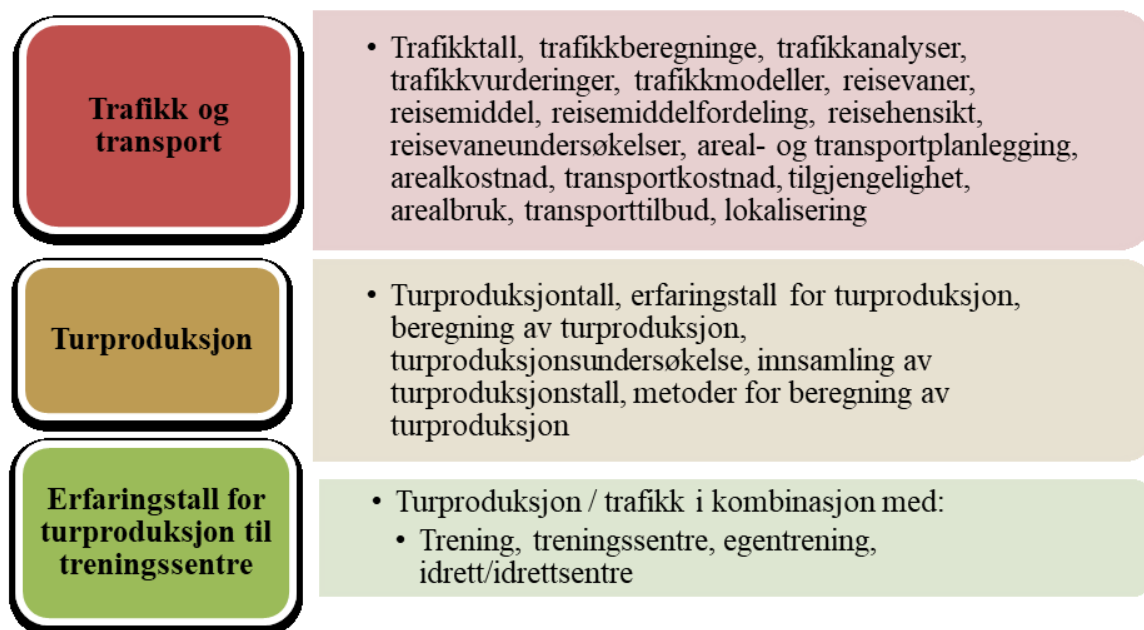 Trafikk og
transport
• Trafikktall, trafikkberegninge, trafikkanalyser,
trafikkvurderinger, trafikkmodeller, reisevaner,
reisemiddel, reisemiddelfordeling, reisehensikt,
reisevaneundersøkelser, areal- og transportplanlegging,
arealkostnad, transportkostnad, tilgjengelighet,
arealbruk, transporttilbud, lokalisering
Turproduksjon
• Turproduksjontall, erfaringstall for turproduksjon,
beregning av turproduksjon,
turproduksjonsundersøkelse, innsamling av
turproduksjonstall, metoder for beregning av
turproduksjon
Erfaringstall for
turproduksjon til
treningssentre
• Turproduksjon / trafikk i kombinasjon med:
• Trening, treningssentre, egentrening,
idrett/idrettsentre